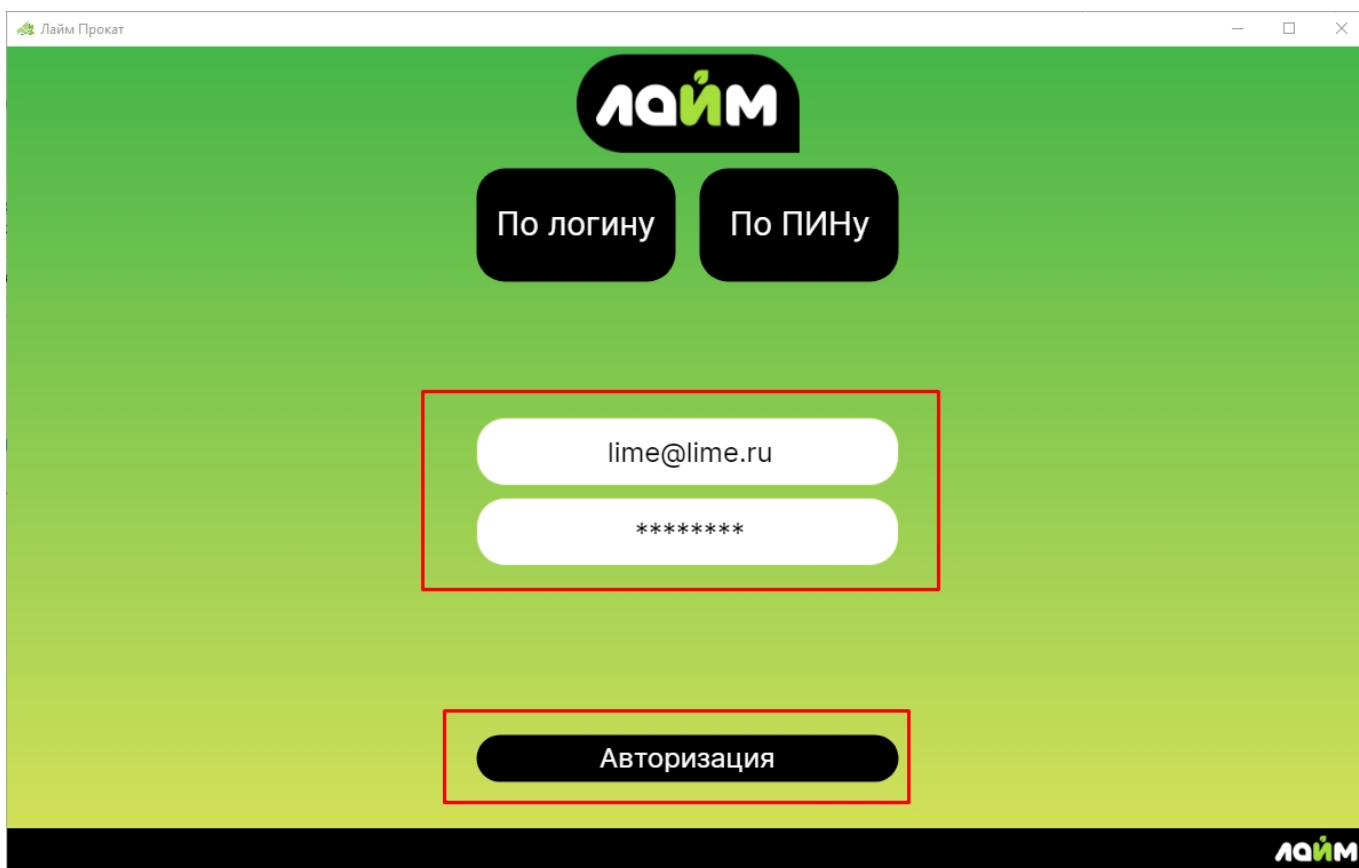 Лайм Прокат
лайм
По логину
По ПИНу
lime@lime.ru
********
Авторизация
лайм